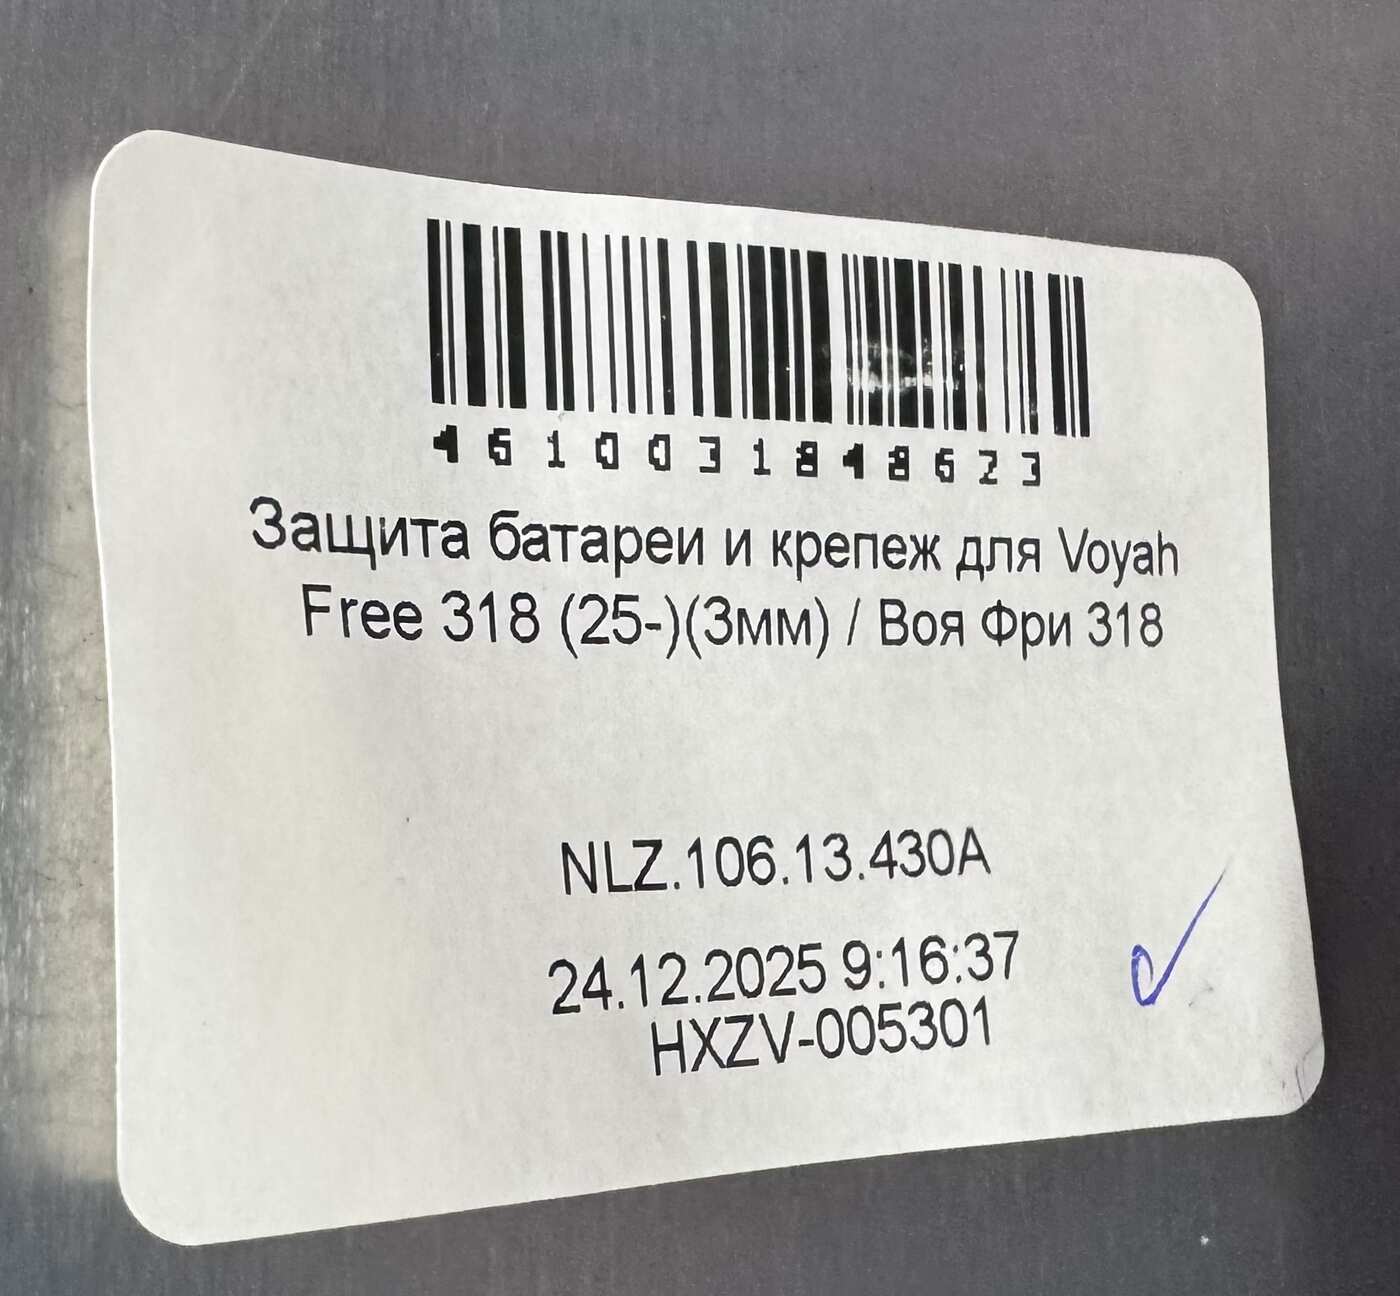 4610031848623
Защита батареи и крепеж для Voyah
Free 318 (25-)(3мм) / Воя Фри 318
NLZ.106.13.430A
24.12.2025 9:16:37
HXZV-005301